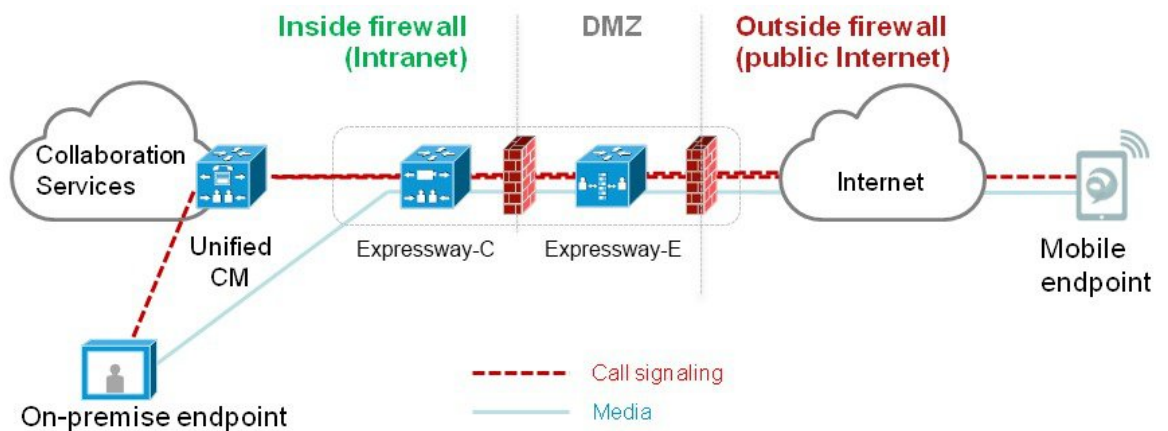 Inside firewall
(Intranet)
DMZ
Outside firewall
(public Internet)
Collaboration
Services
Internet
Unified
CM
Expressway-C
Expressway-E
Mobile
endpoint
On-premise endpoint
Call signaling
Media